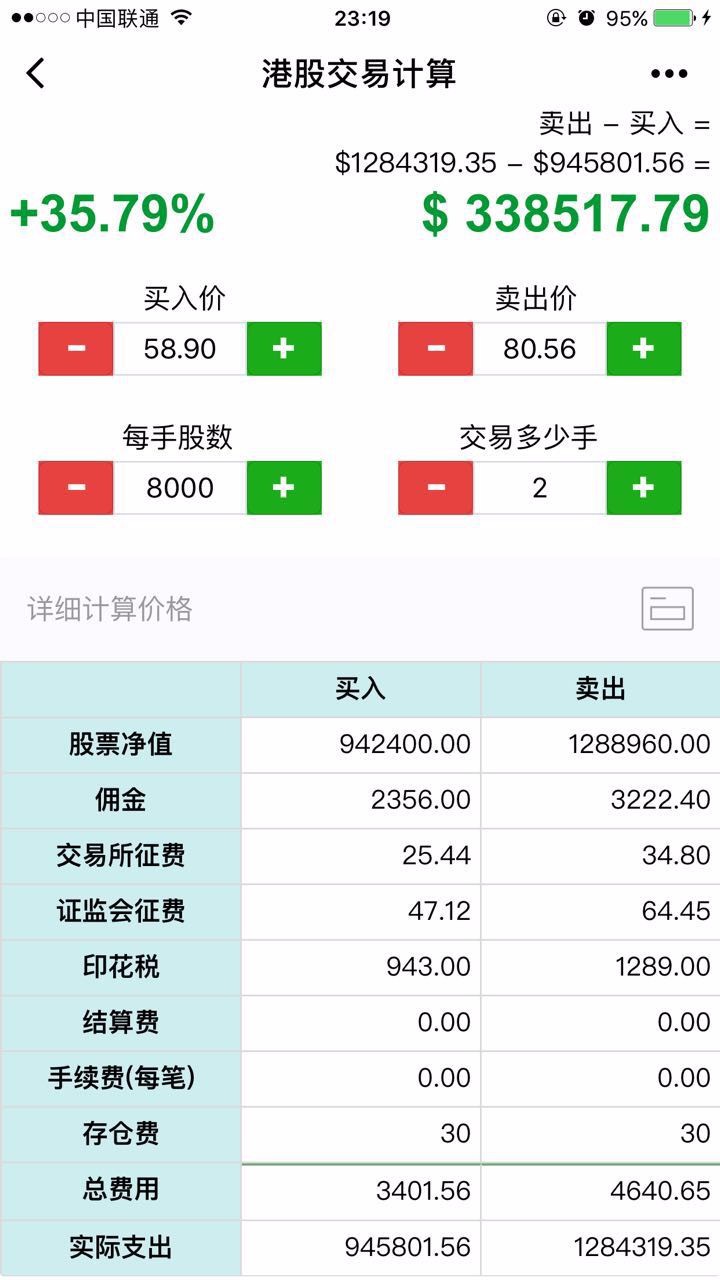 中国联通 23:19 95%
港股交易计算
卖出 - 买入 =
$1284319.35 - $945801.56 =
+35.79% $ 338517.79
买入价 卖出价
- 58.90 + - 80.56 +
每手股数 交易多少手
- 8000 + - 2 +
详细计算价格
买入 卖出
股票净值 942400.00 1288960.00
佣金 2356.00 3222.40
交易所征费 25.44 34.80
证监会征费 47.12 64.45
印花税 943.00 1289.00
结算费 0.00 0.00
手续费(每笔) 0.00 0.00
存仓费 30 30
总费用 3401.56 4640.65
实际支出 945801.56 1284319.35